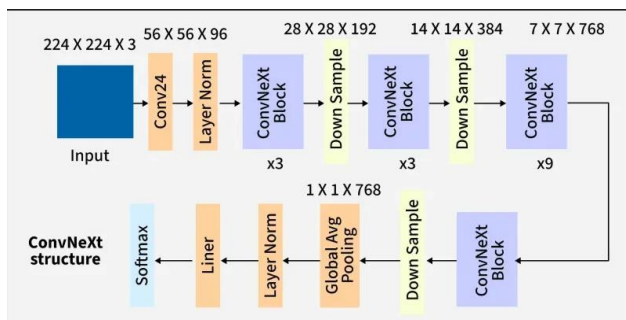 224 X 224 X 3
56 X 56 X 96
28 X 28 X 192
14 X 14 X 384
7 X 7 X 768
Input
Conv24
Layer Norm
ConvNeXt
Block
x3
Down Sample
ConvNeXt
Block
x3
Down Sample
ConvNeXt
Block
x9
1 X 1 X 768
ConvNeXt
structure
Softmax
Liner
Layer Norm
Global Avg
Pooling
Down Sample
ConvNeXt
Block